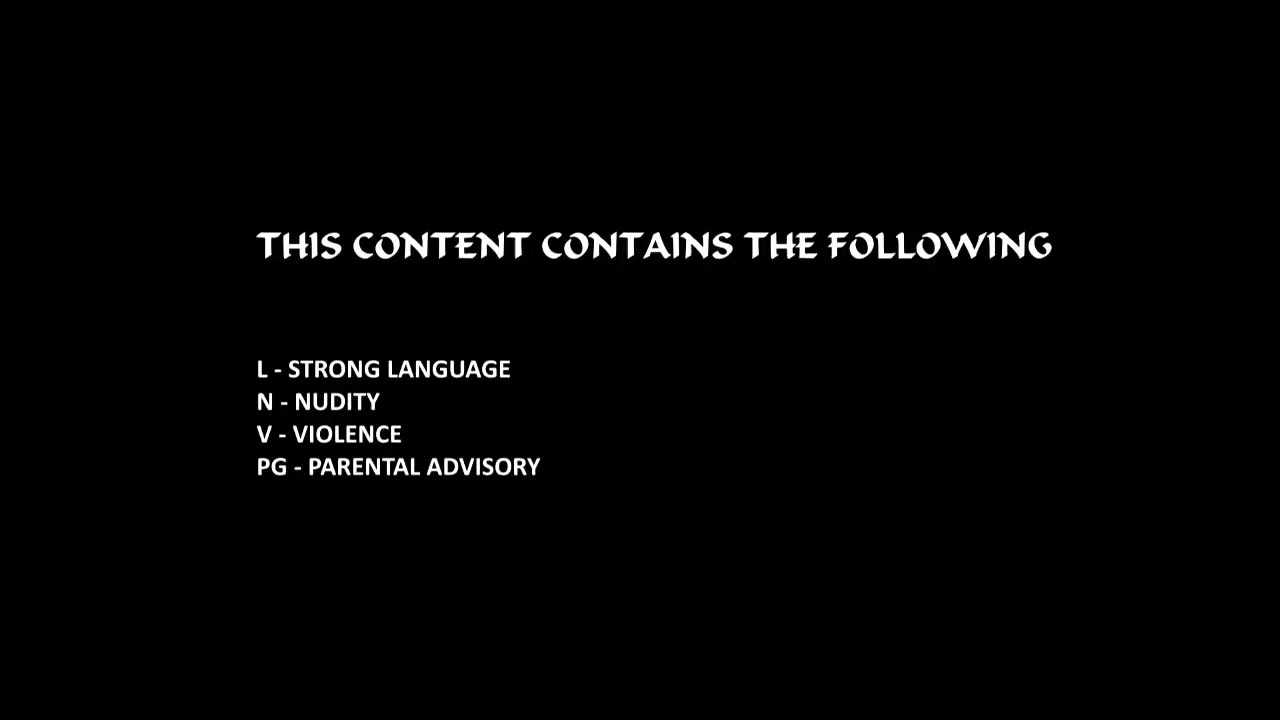 THIS CONTENT CONTAINS THE FOLLOWING
L - STRONG LANGUAGE
N - NUDITY
V - VIOLENCE
PG - PARENTAL ADVISORY